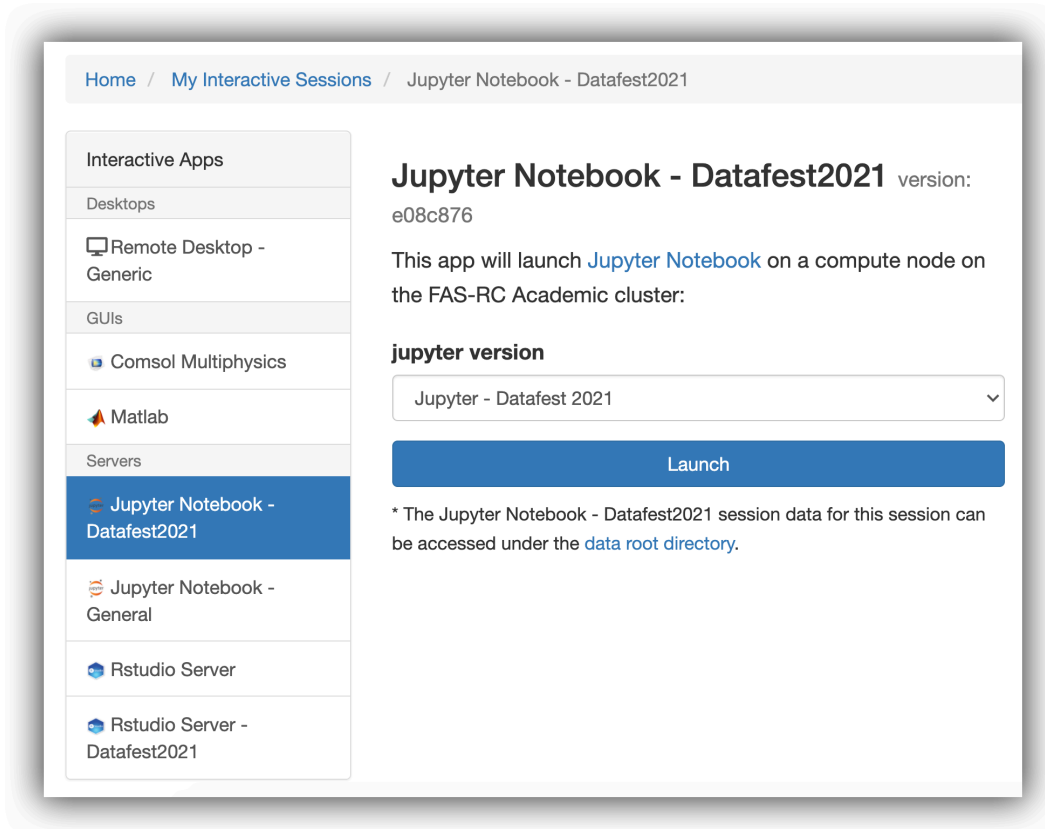 Home / My Interactive Sessions / Jupyter Notebook - Datafest2021
Interactive Apps
Desktops
Remote Desktop -
Generic
GUIs
Comsol Multiphysics
Matlab
Servers
Jupyter Notebook -
Datafest2021
Jupyter Notebook -
General
Rstudio Server
Rstudio Server -
Datafest2021
Jupyter Notebook - Datafest2021 version:
e08c876
This app will launch Jupyter Notebook on a compute node on
the FAS-RC Academic cluster:
jupyter version
Jupyter - Datafest 2021
Launch
* The Jupyter Notebook - Datafest2021 session data for this session can
be accessed under the data root directory.